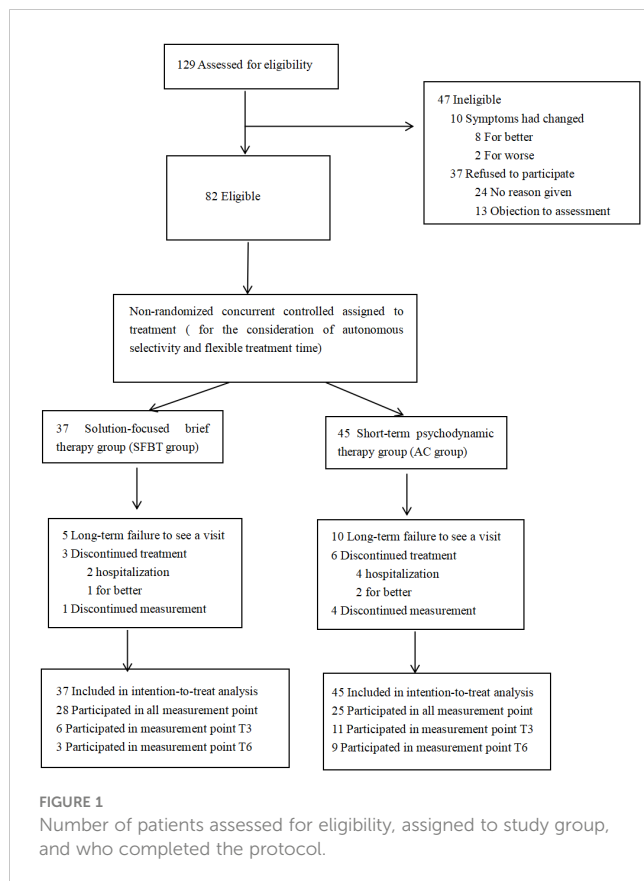 129 Assessed for eligibility
47 Ineligible
10 Symptoms had changed
8 For better
2 For worse
37 Refused to participate
24 No reason given
13 Objection to assessment
82 Eligible
Non-randomized concurrent controlled assigned to
treatment ( for the consideration of autonomous
selectivity and flexible treatment time)
37 Solution-focused brief
therapy group (SFBT group)
45 Short-term psychodynamic
therapy group (AC group)
5 Long-term failure to see a visit
3 Discontinued treatment
2 hospitalization
1 for better
1 Discontinued measurement
10 Long-term failure to see a visit
6 Discontinued treatment
4 hospitalization
2 for better
4 Discontinued measurement
37 Included in intention-to-treat analysis
28 Participated in all measurement point
6 Participated in measurement point T3
3 Participated in measurement point T6
45 Included in intention-to-treat analysis
25 Participated in all measurement point
11 Participated in measurement point T3
9 Participated in measurement point T6
FIGURE 1
Number of patients assessed for eligibility, assigned to study group,
and who completed the protocol.